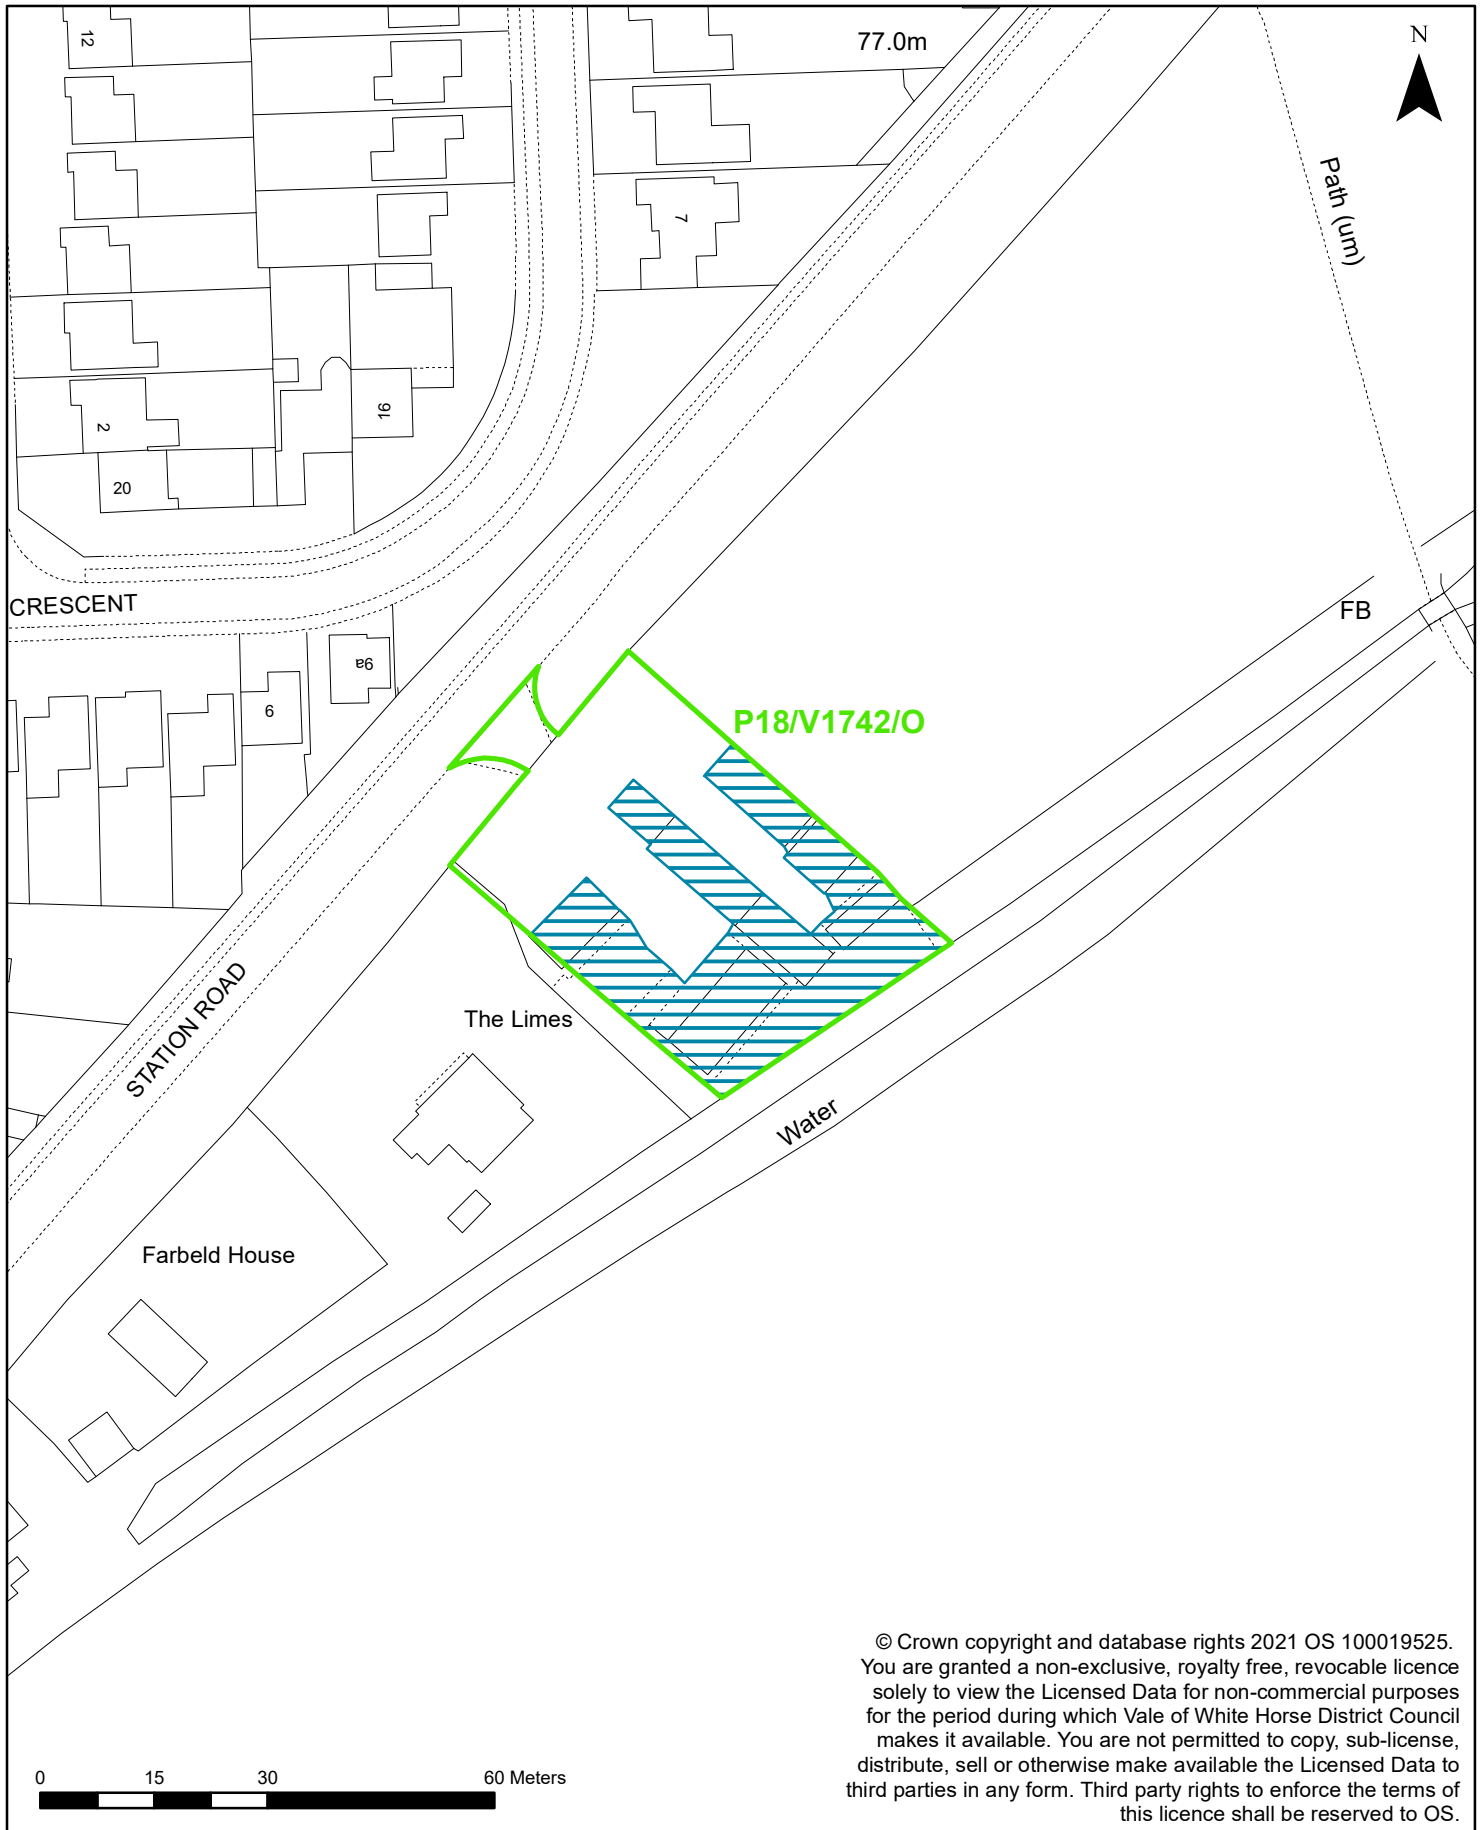 12
77.0m
N
Path (um)
7
16
2
20
CRESCENT
FB
9a
6
P18/V1742/O
STATION ROAD
The Limes
Water
Farbeld House
© Crown copyright and database rights 2021 OS 100019525.
You are granted a non-exclusive, royalty free, revocable licence
solely to view the Licensed Data for non-commercial purposes
for the period during which Vale of White Horse District Council
makes it available. You are not permitted to copy, sub-license,
distribute, sell or otherwise make available the Licensed Data to
third parties in any form. Third party rights to enforce the terms of
this licence shall be reserved to OS.
0 15 30 60 Meters